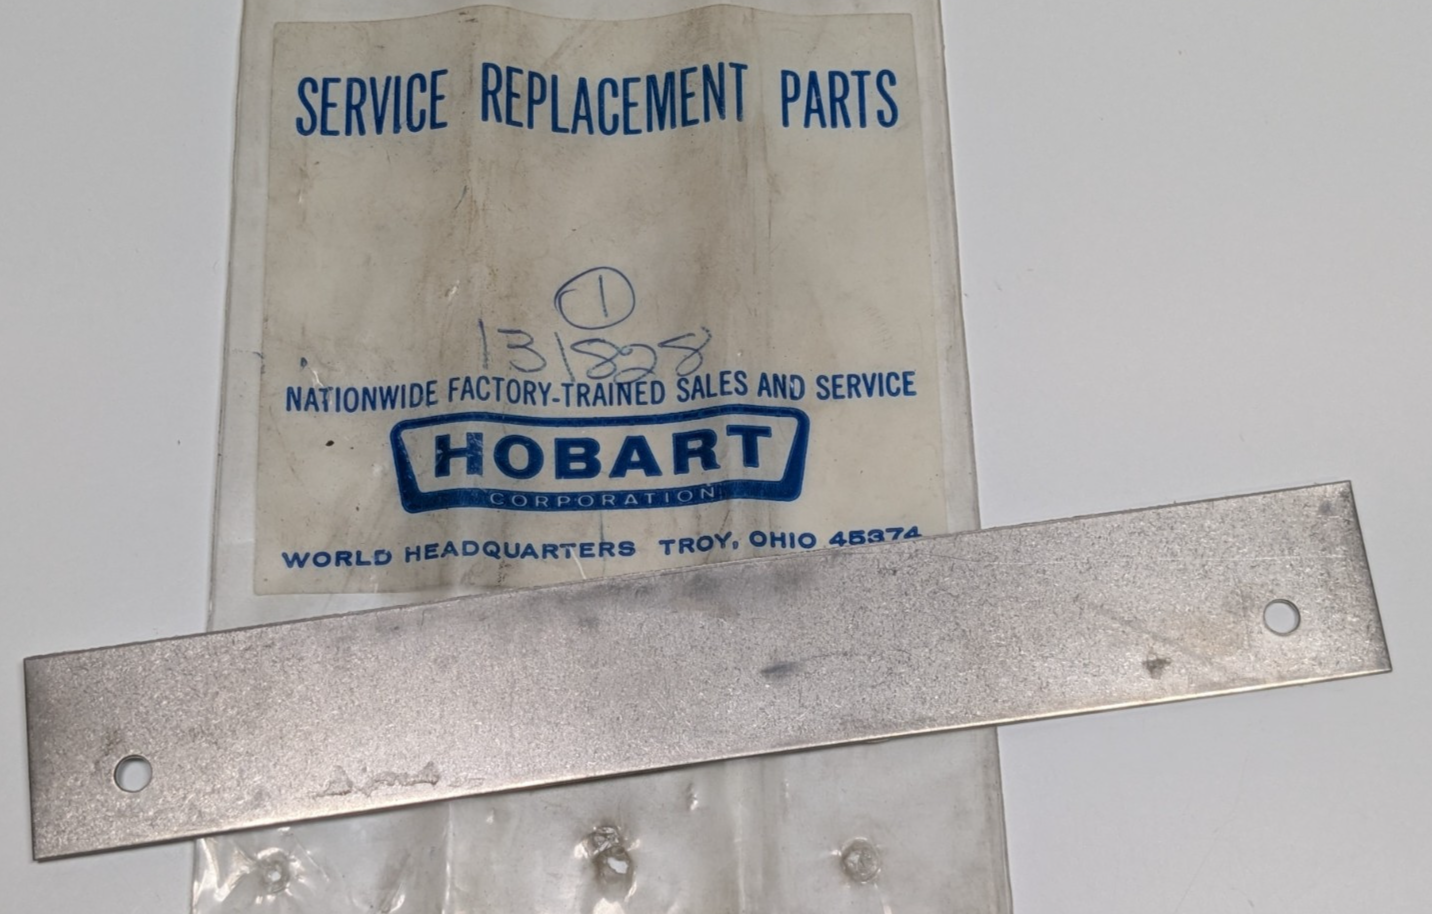 SERVICE REPLACEMENT PARTS
1
131828
NATIONWIDE FACTORY-TRAINED SALES AND SERVICE
HOBART
CORPORATION
WORLD HEADQUARTERS TROY, OHIO 45374